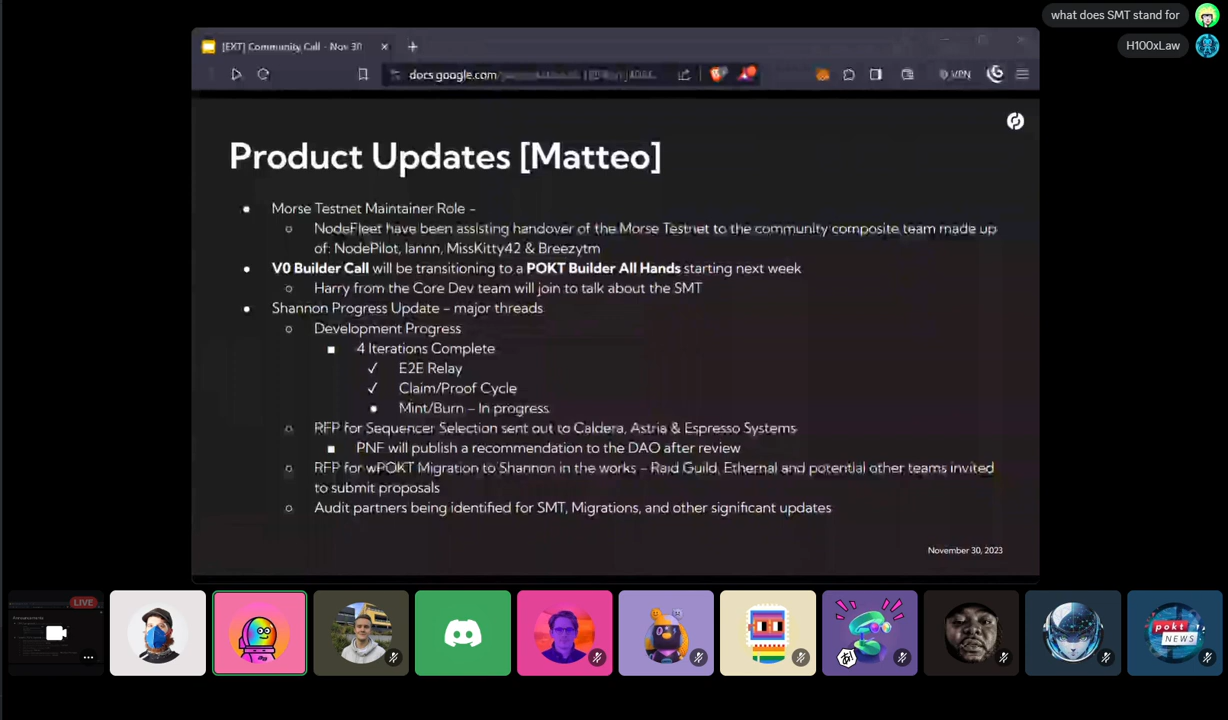 what does SMT stand for
H100xLaw
[EXT] Community Call - Nov 30
docs.google.com
VPN
Product Updates [Matteo]
Morse Testnet Maintainer Role -
NodeFleet have been assisting handover of the Morse Testnet to the community composite team made up
of: NodePilot, Iannn, MissKitty42 & Breezytm
V0 Builder Call will be transitioning to a POKT Builder All Hands starting next week
Harry from the Core Dev team will join to talk about the SMT
Shannon Progress Update - major threads
Development Progress
4 Iterations Complete
✓ E2E Relay
✓ Claim/Proof Cycle
Mint/Burn - In progress
RFP for Sequencer Selection sent out to Caldera, Astria & Espresso Systems
PNF will publish a recommendation to the DAO after review
RFP for wPOKT Migration to Shannon in the works - Raid Guild, Ethernal and potential other teams invited
to submit proposals
Audit partners being identified for SMT, Migrations, and other significant updates
November 30, 2023
LIVE
あ!
pokt
NEWS